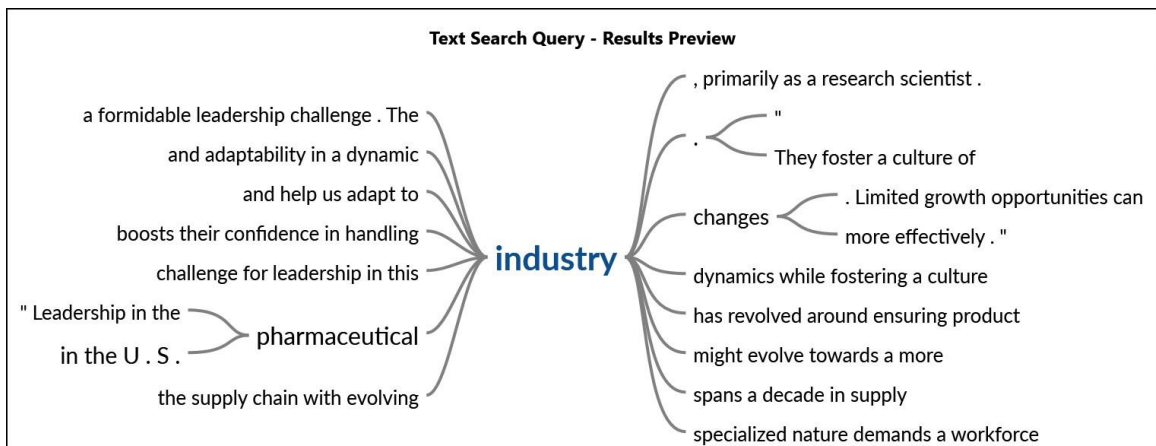 Text Search Query - Results Preview
a formidable leadership challenge . The
and adaptability in a dynamic
and help us adapt to
boosts their confidence in handling
challenge for leadership in this
" Leadership in the
in the U . S .
pharmaceutical
the supply chain with evolving
industry
, primarily as a research scientist .
.
"
They foster a culture of
changes
. Limited growth opportunities can
more effectively . "
dynamics while fostering a culture
has revolved around ensuring product
might evolve towards a more
spans a decade in supply
specialized nature demands a workforce